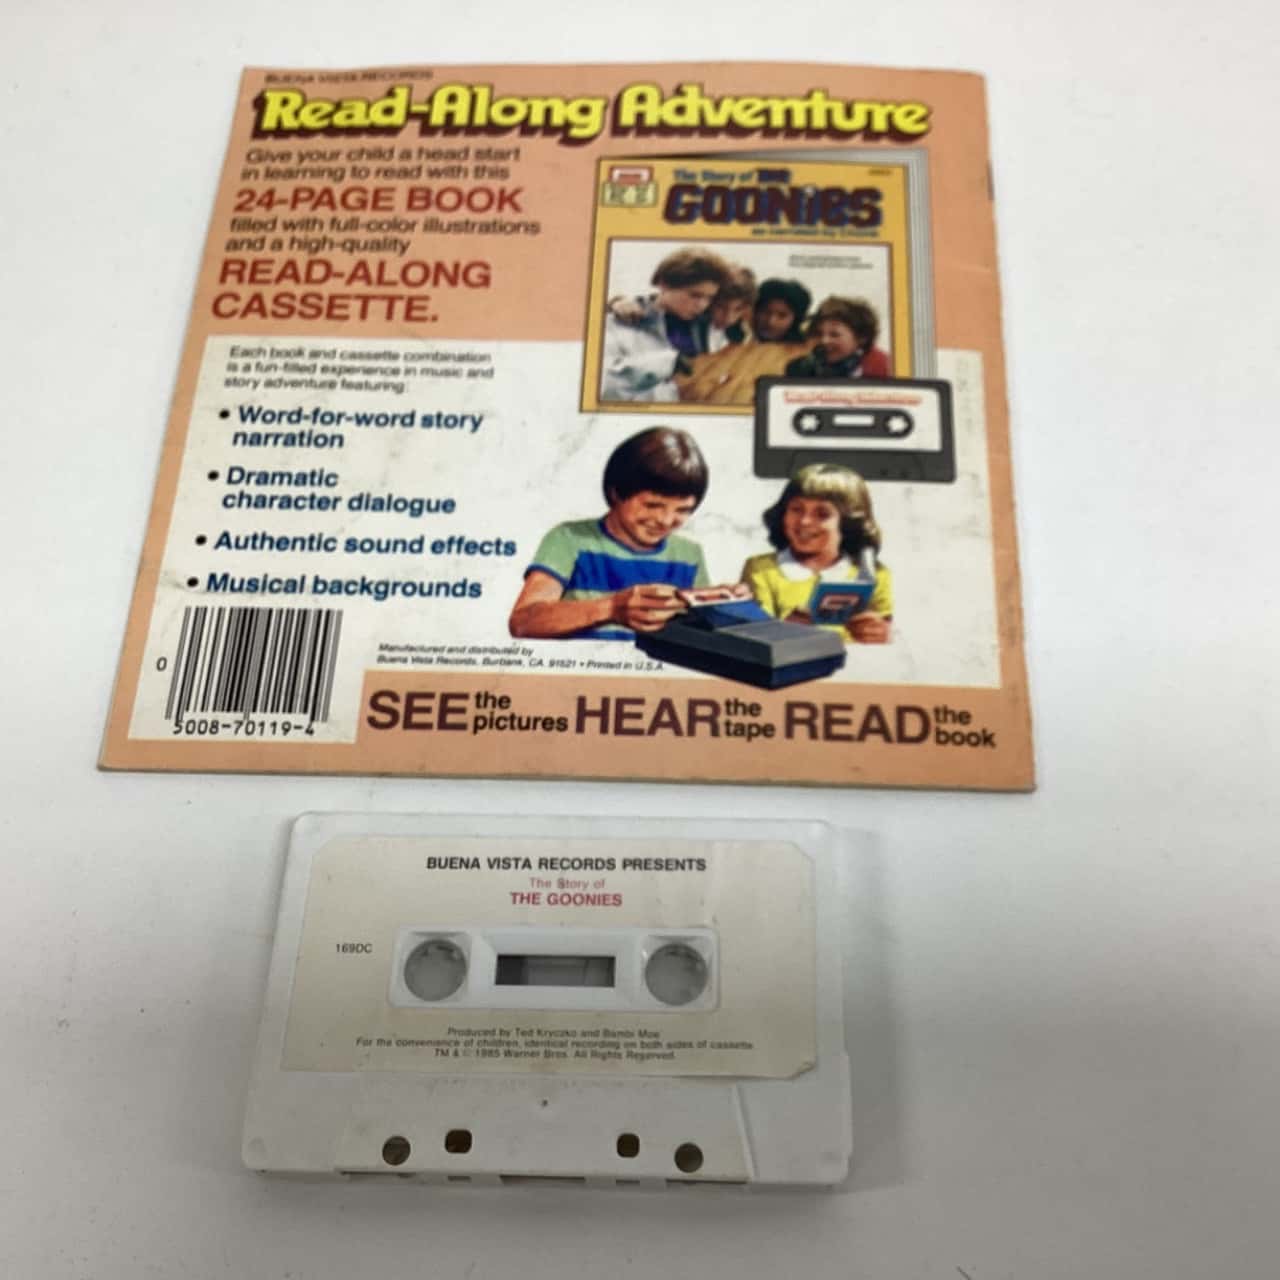 BUENA VISTA RECORDS
Read-Along Adventure
Give your child a head start
in learning to read with this
24-PAGE BOOK
filled with full-color illustrations
and a high-quality
READ-ALONG
CASSETTE.
The Story of THE
GOONIES
Each book and cassette combination
is a fun-filled experience in music and
story adventure featuring:
• Word-for-word story
narration
• Dramatic
character dialogue
• Authentic sound effects
• Musical backgrounds
Read-Along Adventures
0
5008-70119-4
Manufactured and distributed by
Buena Vista Records, Burbank, CA. 91521 • Printed in U.S.A.
SEE the pictures HEAR the tape READ the book
BUENA VISTA RECORDS PRESENTS
The Story of
THE GOONIES
169DC
Produced by Ted Kryczko and Bambi Moe
For the convenience of children, identical recording on both sides of cassette
TM & © 1985 Warner Bros. All Rights Reserved.